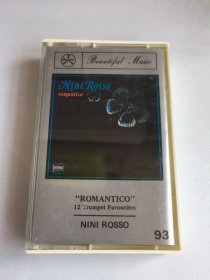 Beautiful Music
Nini Rosso
romantico
"ROMANTICO"
12 Trumpet Favourites
NINI ROSSO
93